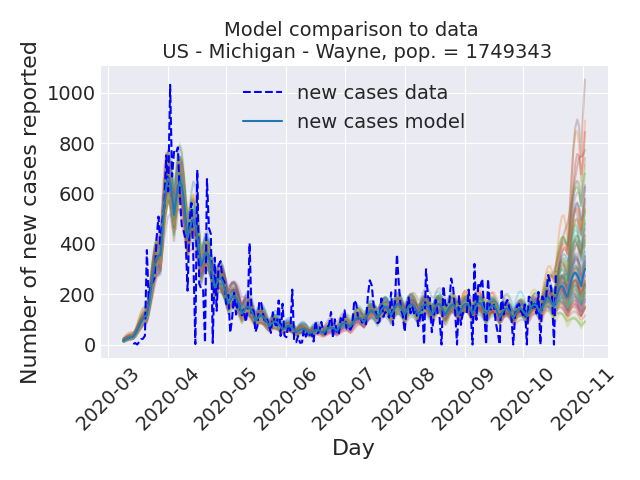 Model comparison to data
US - Michigan - Wayne, pop. = 1749343
Number of new cases reported
1000
800
600
400
200
0
new cases data
new cases model
2020-03
2020-04
2020-05
2020-06
2020-07
2020-08
2020-09
2020-10
2020-11
Day